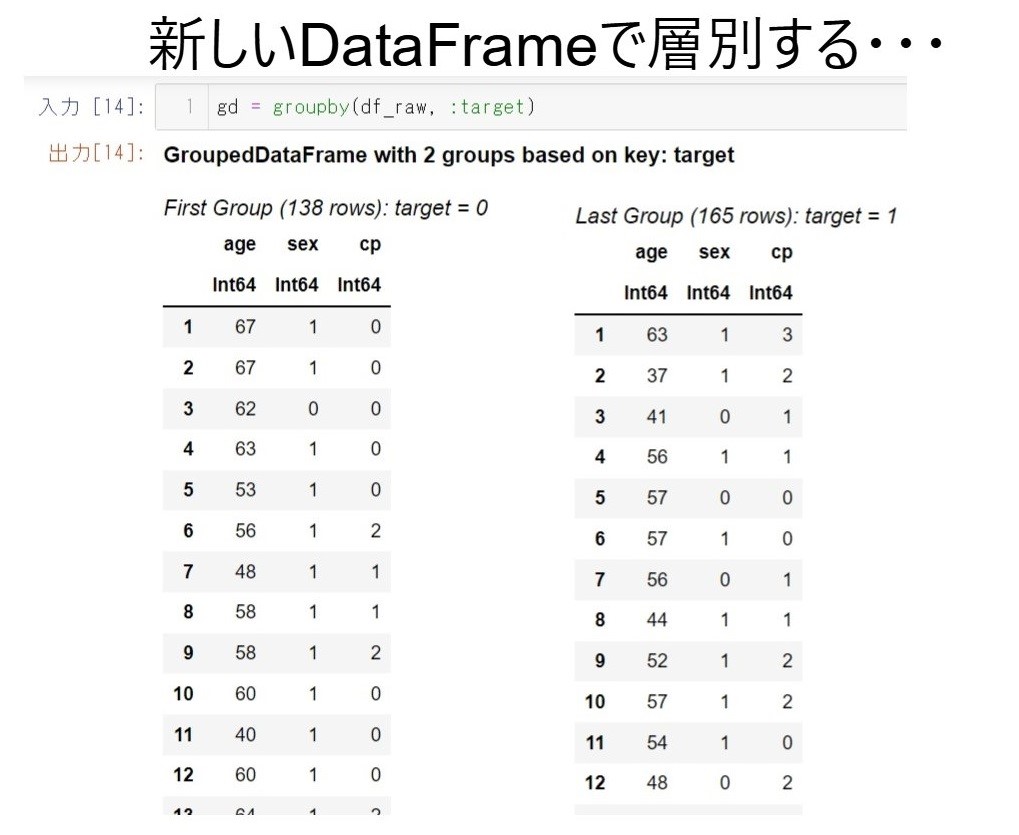 新しいDataFrameで層別する・・・
入力 [14]: 1 gd = groupby(df_raw, :target)
出力[14]: GroupedDataFrame with 2 groups based on key: target
First Group (138 rows): target = 0
age sex cp
Int64 Int64 Int64
1 67 1 0
2 67 1 0
3 62 0 0
4 63 1 0
5 53 1 0
6 56 1 2
7 48 1 1
8 58 1 1
9 58 1 2
10 60 1 0
11 40 1 0
12 60 1 0
13 64 1 2
Last Group (165 rows): target = 1
age sex cp
Int64 Int64 Int64
1 63 1 3
2 37 1 2
3 41 0 1
4 56 1 1
5 57 0 0
6 57 1 0
7 56 0 1
8 44 1 1
9 52 1 2
10 57 1 2
11 54 1 0
12 48 0 2